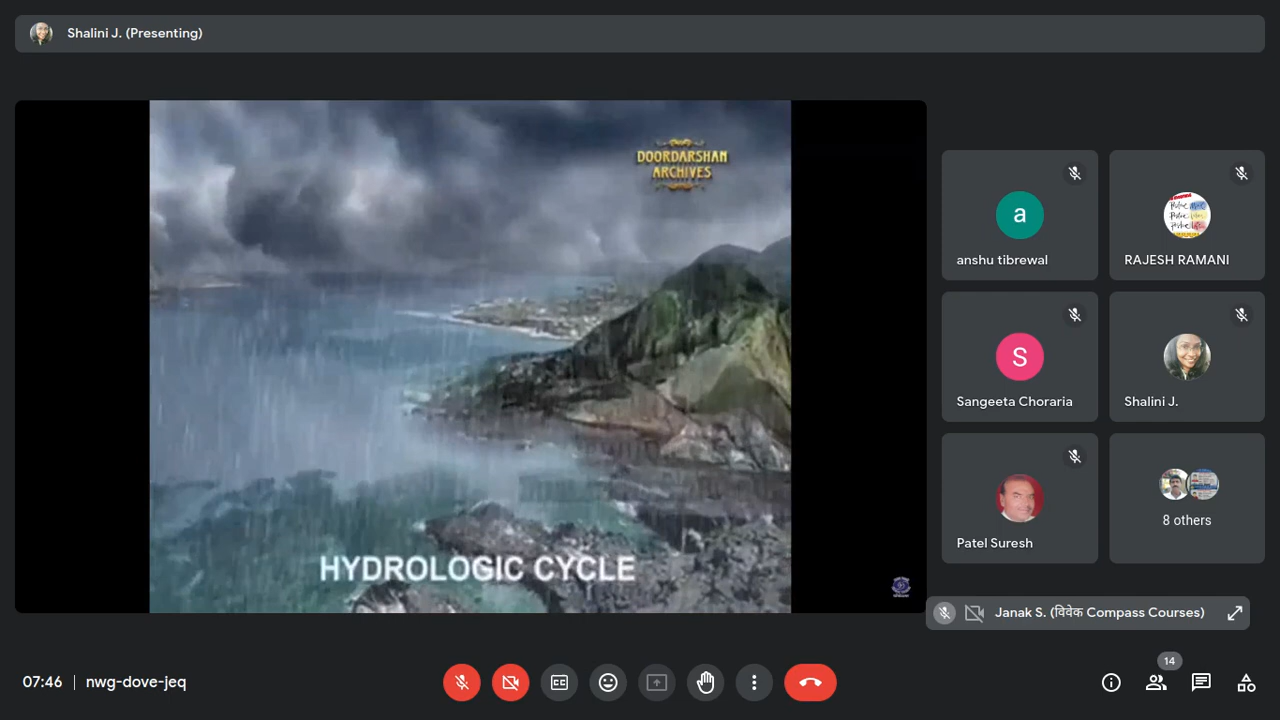 Shalini J. (Presenting)
DOORDARSHAN
ARCHIVES
HYDROLOGIC CYCLE
a
anshu tibrewal
RAJESH RAMANI
S
Sangeeta Choraria
Shalini J.
Patel Suresh
8 others
Janak S. (विवेक Compass Courses)
07:46 | nwg-dove-jeq
14